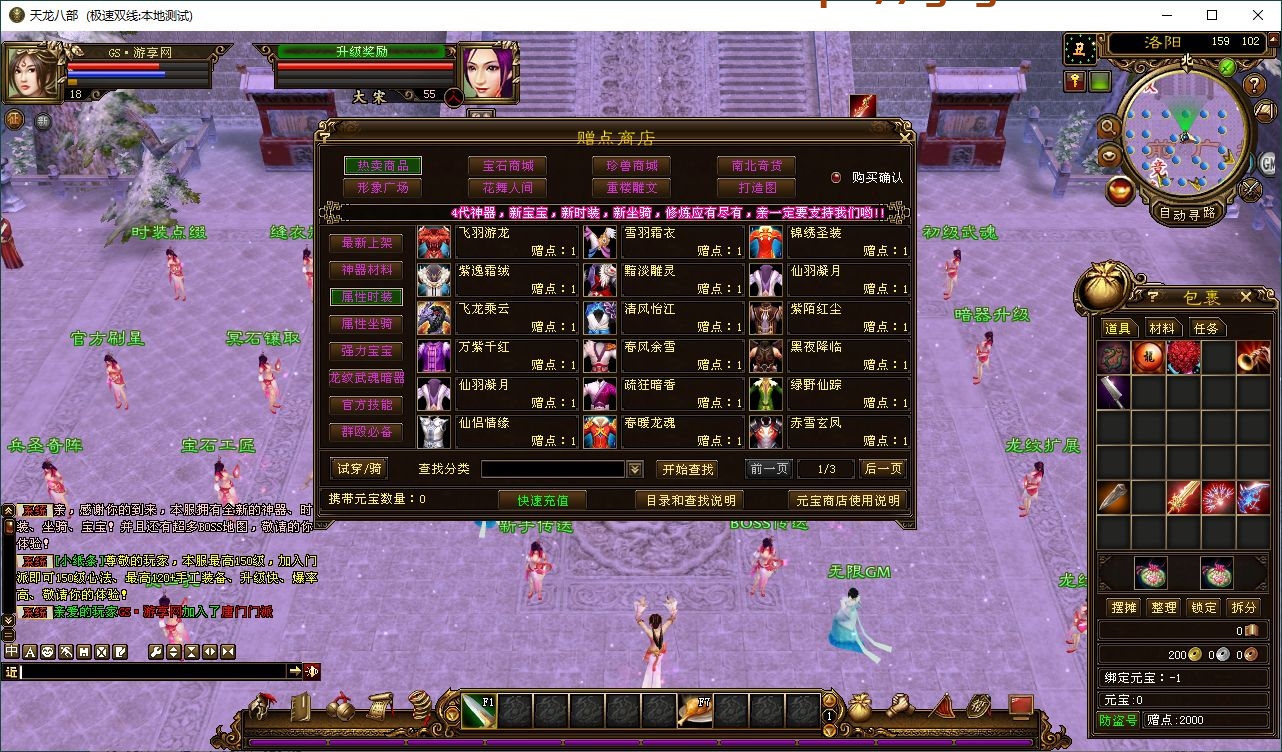 天龙八部 (极速双线:本地测试)
GS·游享网
18
升级奖励
大宋
55
丑
洛阳 159 102
北
自动寻路
征
赠点商店
热卖商品 宝石商城 珍兽商城 南北奇货
形象广场 花舞人间 重楼雕文 打造图
购买确认
4代神器，新宝宝，新时装，新坐骑，修炼应有尽有，亲一定要支持我们哟!!
最新上架
神器材料
属性时装
属性坐骑
强力宝宝
龙纹武魂暗器
官方技能
群殴必备
飞羽游龙 赠点：1
雪羽霜衣 赠点：1
锦绣圣装 赠点：1
紫逸霜绒 赠点：1
黯淡雕灵 赠点：1
仙羽凝月 赠点：1
飞龙乘云 赠点：1
清风怡江 赠点：1
紫陌红尘 赠点：1
万紫千红 赠点：1
春风余雪 赠点：1
黑夜降临 赠点：1
仙羽凝月 赠点：1
疏狂暗香 赠点：1
绿野仙踪 赠点：1
仙侣情缘 赠点：1
春暖龙魂 赠点：1
赤雪玄凤 赠点：1
试穿/骑 查找分类 开始查找 前一页 1/3 后一页
携带元宝数量：0 快速充值 目录和查找说明 元宝商店使用说明
时装点缀
缝衣
初级武魂
官方刷星
冥石镶取
暗器升级
兵圣奇阵
宝石工匠
龙纹扩展
新手传送
BOSS传送
无限GM
龙纹
? 包裹
道具 材料 任务
摆摊 整理 锁定 拆分
0
200 0 0
绑定元宝：-1
元宝:0
防盗号 赠点:2000
系统 亲，感谢你的到来，本服拥有全新的神器、时
装、坐骑、宝宝！并且还有超多BOSS地图，敬请的你
体验！
系统 [小纸条]尊敬的玩家，本服最高150级，加入门
派即可150级心法、最高120+手工装备、升级快、爆率
高、敬请你的体验！
系统 亲爱的玩家GS·游享网加入了唐门门派
中 A
近
F1 F7
1